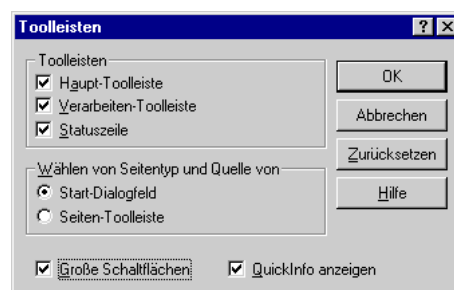 Toolleisten
Toolleisten
Haupt-Toolleiste
Verarbeiten-Toolleiste
Statuszeile
Wählen von Seitentyp und Quelle von
Start-Dialogfeld
Seiten-Toolleiste
Große Schaltflächen
QuickInfo anzeigen
OK
Abbrechen
Zurücksetzen
Hilfe